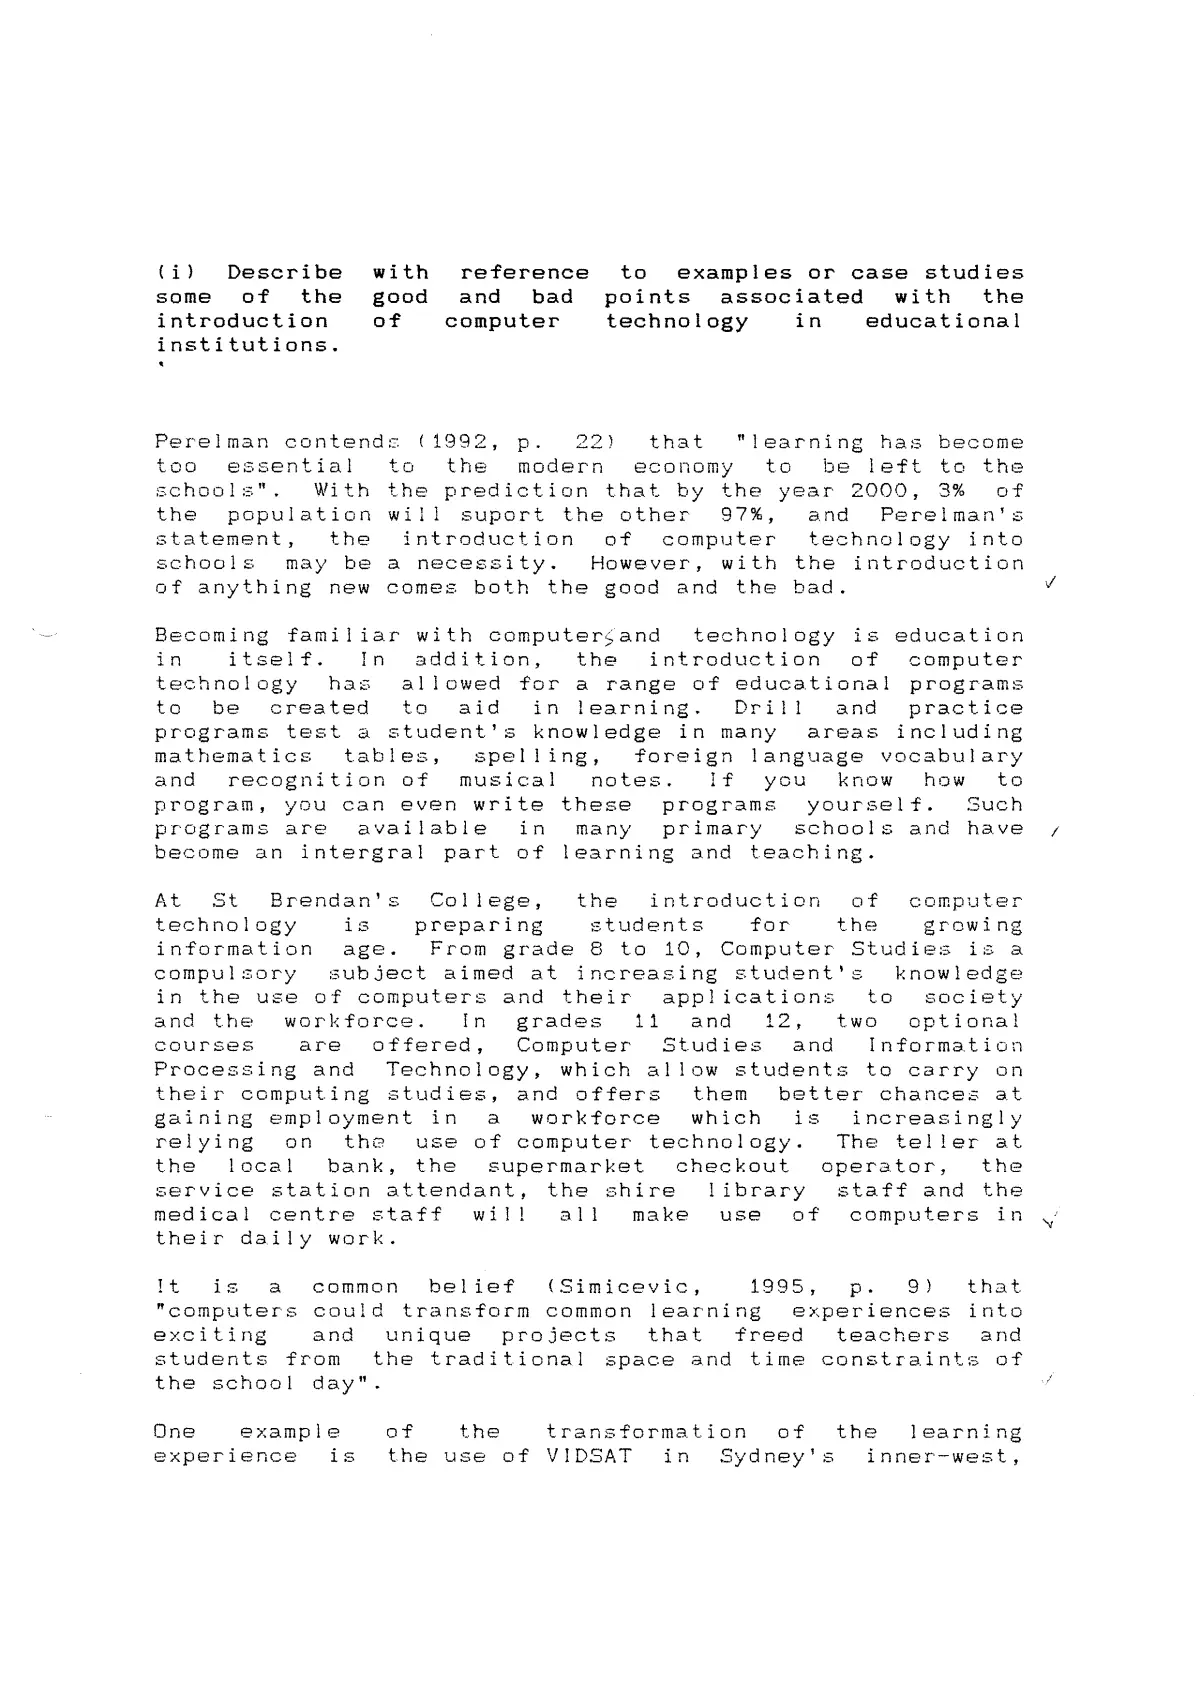 (i) Describe with reference to examples or case studies
some of the good and bad points associated with the
introduction of computer technology in educational
institutions.
Perelman contends (1992, p. 22) that "learning has become
too essential to the modern economy to be left to the
schools". With the prediction that by the year 2000, 3% of
the population will suport the other 97%, and Perelman's
statement, the introduction of computer technology into
schools may be a necessity. However, with the introduction
of anything new comes both the good and the bad. ✓
Becoming familiar with computersand technology is education
in itself. In addition, the introduction of computer
technology has allowed for a range of educational programs
to be created to aid in learning. Drill and practice
programs test a student's knowledge in many areas including
mathematics tables, spelling, foreign language vocabulary
and recognition of musical notes. If you know how to
program, you can even write these programs yourself. Such
programs are available in many primary schools and have
become an intergral part of learning and teaching.
At St Brendan's College, the introduction of computer
technology is preparing students for the growing
information age. From grade 8 to 10, Computer Studies is a
compulsory subject aimed at increasing student's knowledge
in the use of computers and their applications to society
and the workforce. In grades 11 and 12, two optional
courses are offered, Computer Studies and Information
Processing and Technology, which allow students to carry on
their computing studies, and offers them better chances at
gaining employment in a workforce which is increasingly
relying on the use of computer technology. The teller at
the local bank, the supermarket checkout operator, the
service station attendant, the shire library staff and the
medical centre staff will all make use of computers in ✓
their daily work.
It is a common belief (Simicevic, 1995, p. 9) that
"computers could transform common learning experiences into
exciting and unique projects that freed teachers and
students from the traditional space and time constraints of
the school day". ✓
One example of the transformation of the learning
experience is the use of VIDSAT in Sydney's inner-west,